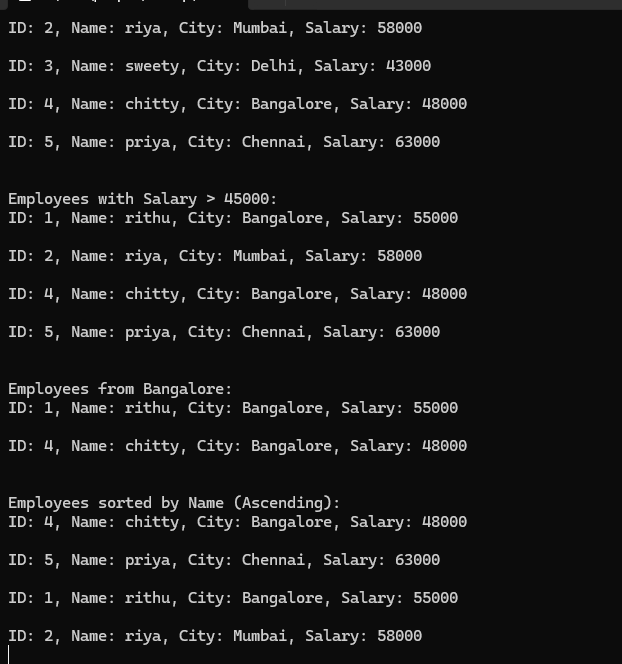 ID: 2, Name: riya, City: Mumbai, Salary: 58000
ID: 3, Name: sweety, City: Delhi, Salary: 43000
ID: 4, Name: chitty, City: Bangalore, Salary: 48000
ID: 5, Name: priya, City: Chennai, Salary: 63000
Employees with Salary > 45000:
ID: 1, Name: rithu, City: Bangalore, Salary: 55000
ID: 2, Name: riya, City: Mumbai, Salary: 58000
ID: 4, Name: chitty, City: Bangalore, Salary: 48000
ID: 5, Name: priya, City: Chennai, Salary: 63000
Employees from Bangalore:
ID: 1, Name: rithu, City: Bangalore, Salary: 55000
ID: 4, Name: chitty, City: Bangalore, Salary: 48000
Employees sorted by Name (Ascending):
ID: 4, Name: chitty, City: Bangalore, Salary: 48000
ID: 5, Name: priya, City: Chennai, Salary: 63000
ID: 1, Name: rithu, City: Bangalore, Salary: 55000
ID: 2, Name: riya, City: Mumbai, Salary: 58000